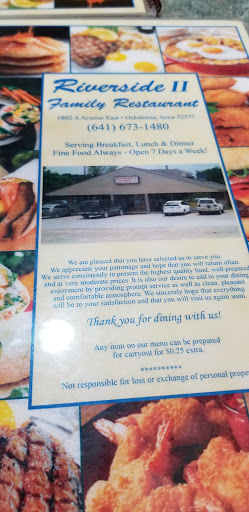 Riverside II
Family Restaurant
1802 A Avenue East • Oskaloosa, Iowa 52577
(641) 673-1480
Serving Breakfast, Lunch & Dinner
Fine Food Always - Open 7 Days a Week!
We are pleased that you have selected us to serve you.
We appreciate your patronage and hope that you will return often.
We strive consistently to present the highest quality food, well prepared
and at very moderate prices. It is also our desire to add to your dining
enjoyment by providing prompt service as well as clean, pleasant
and comfortable atmosphere. We sincerely hope that everything
will be to your satisfaction and that you will visit us again soon.
Thank you for dining with us!
Any item on our menu can be prepared
for carryout for $0.25 extra.
**********
Not responsible for loss or exchange of personal prope